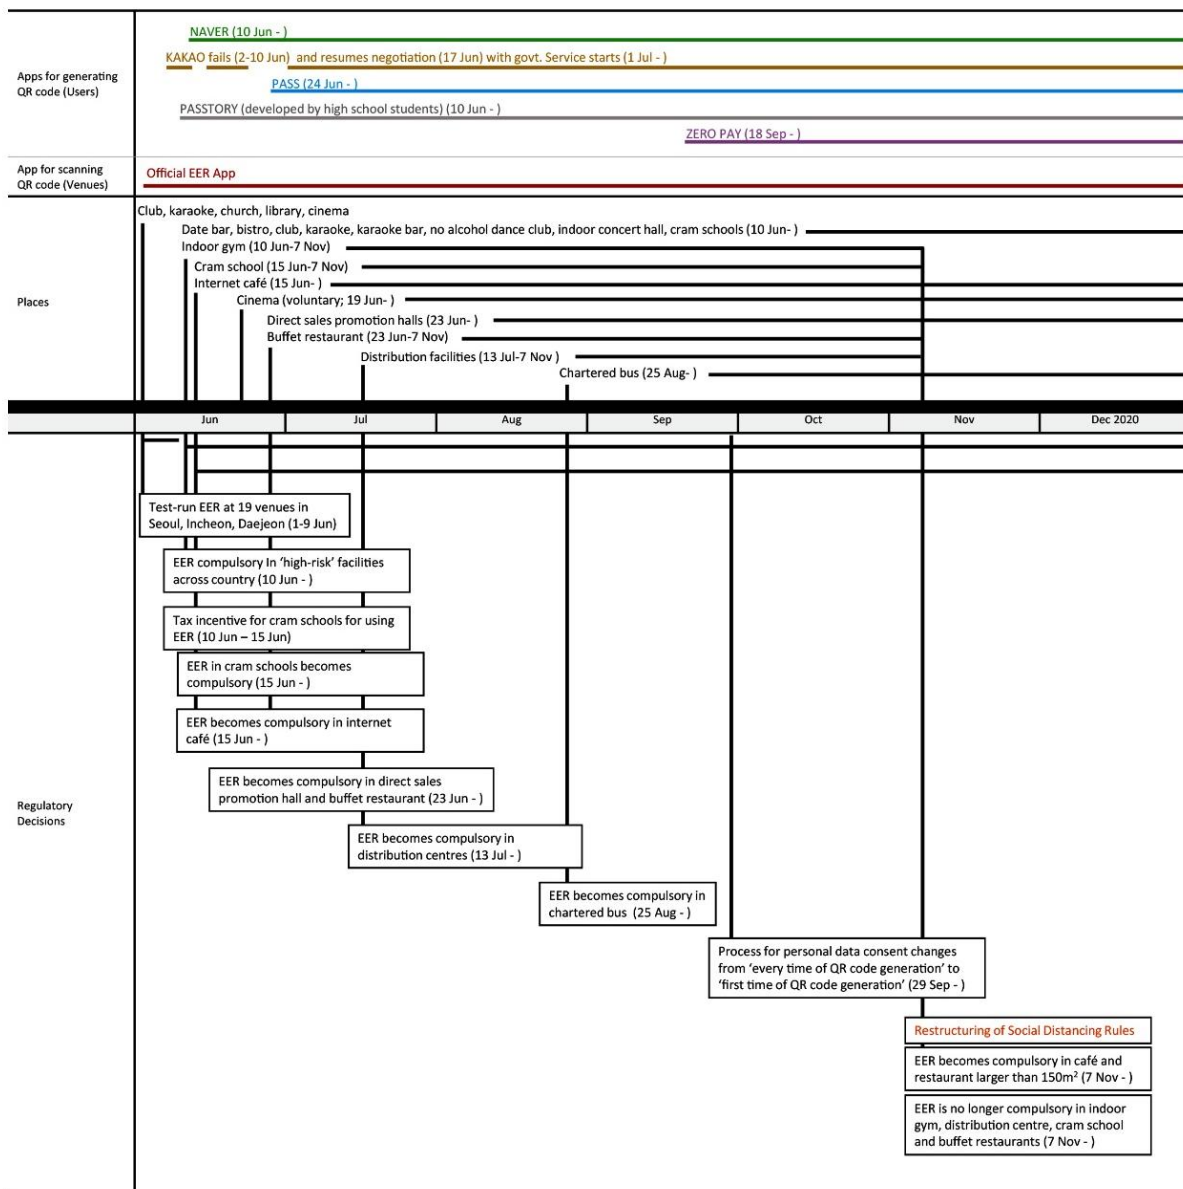 NAVER (10 Jun - )
KAKAO fails (2-10 Jun)  and resumes negotiation (17 Jun) with govt. Service starts (1 Jul - )
Apps for generating
QR code (Users)
PASS (24 Jun - )
PASSTORY (developed by high school students) (10 Jun - )
ZERO PAY (18 Sep - )
App for scanning
QR code (Venues)
Official EER App
Places
Club, karaoke, church, library, cinema
Date bar, bistro, club, karaoke, karaoke bar, no alcohol dance club, indoor concert hall, cram schools (10 Jun- )
Indoor gym (10 Jun-7 Nov)
Cram school (15 Jun-7 Nov)
Internet café (15 Jun- )
Cinema (voluntary; 19 Jun- )
Direct sales promotion halls (23 Jun- )
Buffet restaurant (23 Jun-7 Nov)
Distribution facilities (13 Jul-7 Nov )
Chartered bus (25 Aug- )
Jun Jul Aug Sep Oct Nov Dec 2020
Regulatory
Decisions
Test-run EER at 19 venues in
Seoul, Incheon, Daejeon (1-9 Jun)
EER compulsory In ‘high-risk’ facilities
across country (10 Jun - )
Tax incentive for cram schools for using
EER (10 Jun – 15 Jun)
EER in cram schools becomes
compulsory (15 Jun - )
EER becomes compulsory in internet
café (15 Jun - )
EER becomes compulsory in direct sales
promotion hall and buffet restaurant (23 Jun - )
EER becomes compulsory in
distribution centres (13 Jul - )
EER becomes compulsory in
chartered bus  (25 Aug - )
Process for personal data consent changes
from ‘every time of QR code generation’ to
‘first time of QR code generation’ (29 Sep - )
Restructuring of Social Distancing Rules
EER becomes compulsory in café and
restaurant larger than 150m² (7 Nov - )
EER is no longer compulsory in indoor
gym, distribution centre, cram school
and buffet restaurants (7 Nov - )